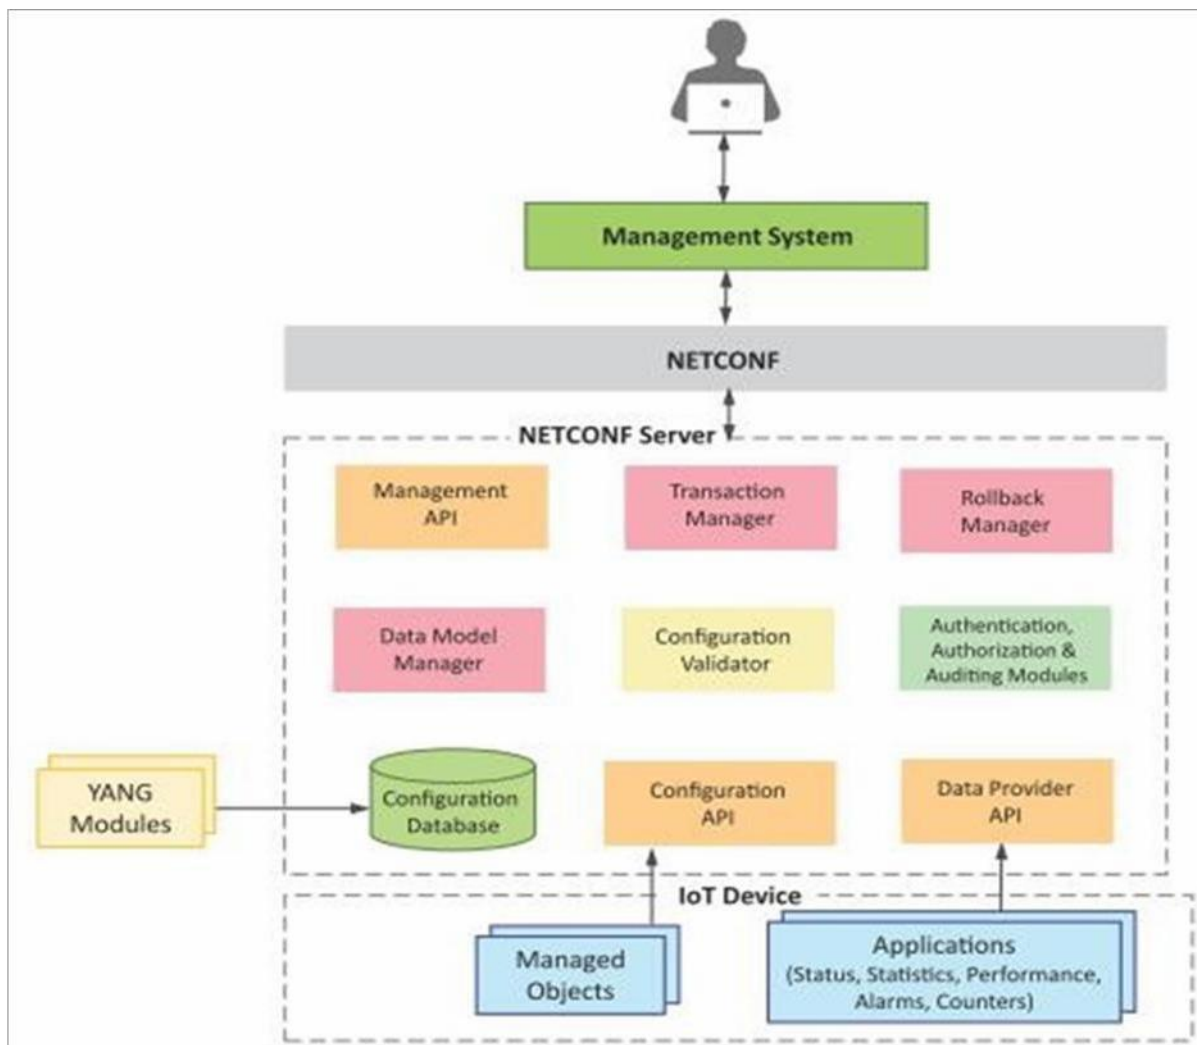 Management System
NETCONF
NETCONF Server
Management
API
Transaction
Manager
Rollback
Manager
Data Model
Manager
Configuration
Validator
Authentication,
Authorization &
Auditing Modules
YANG
Modules
Configuration
Database
Configuration
API
Data Provider
API
IoT Device
Managed
Objects
Applications
(Status, Statistics, Performance,
Alarms, Counters)